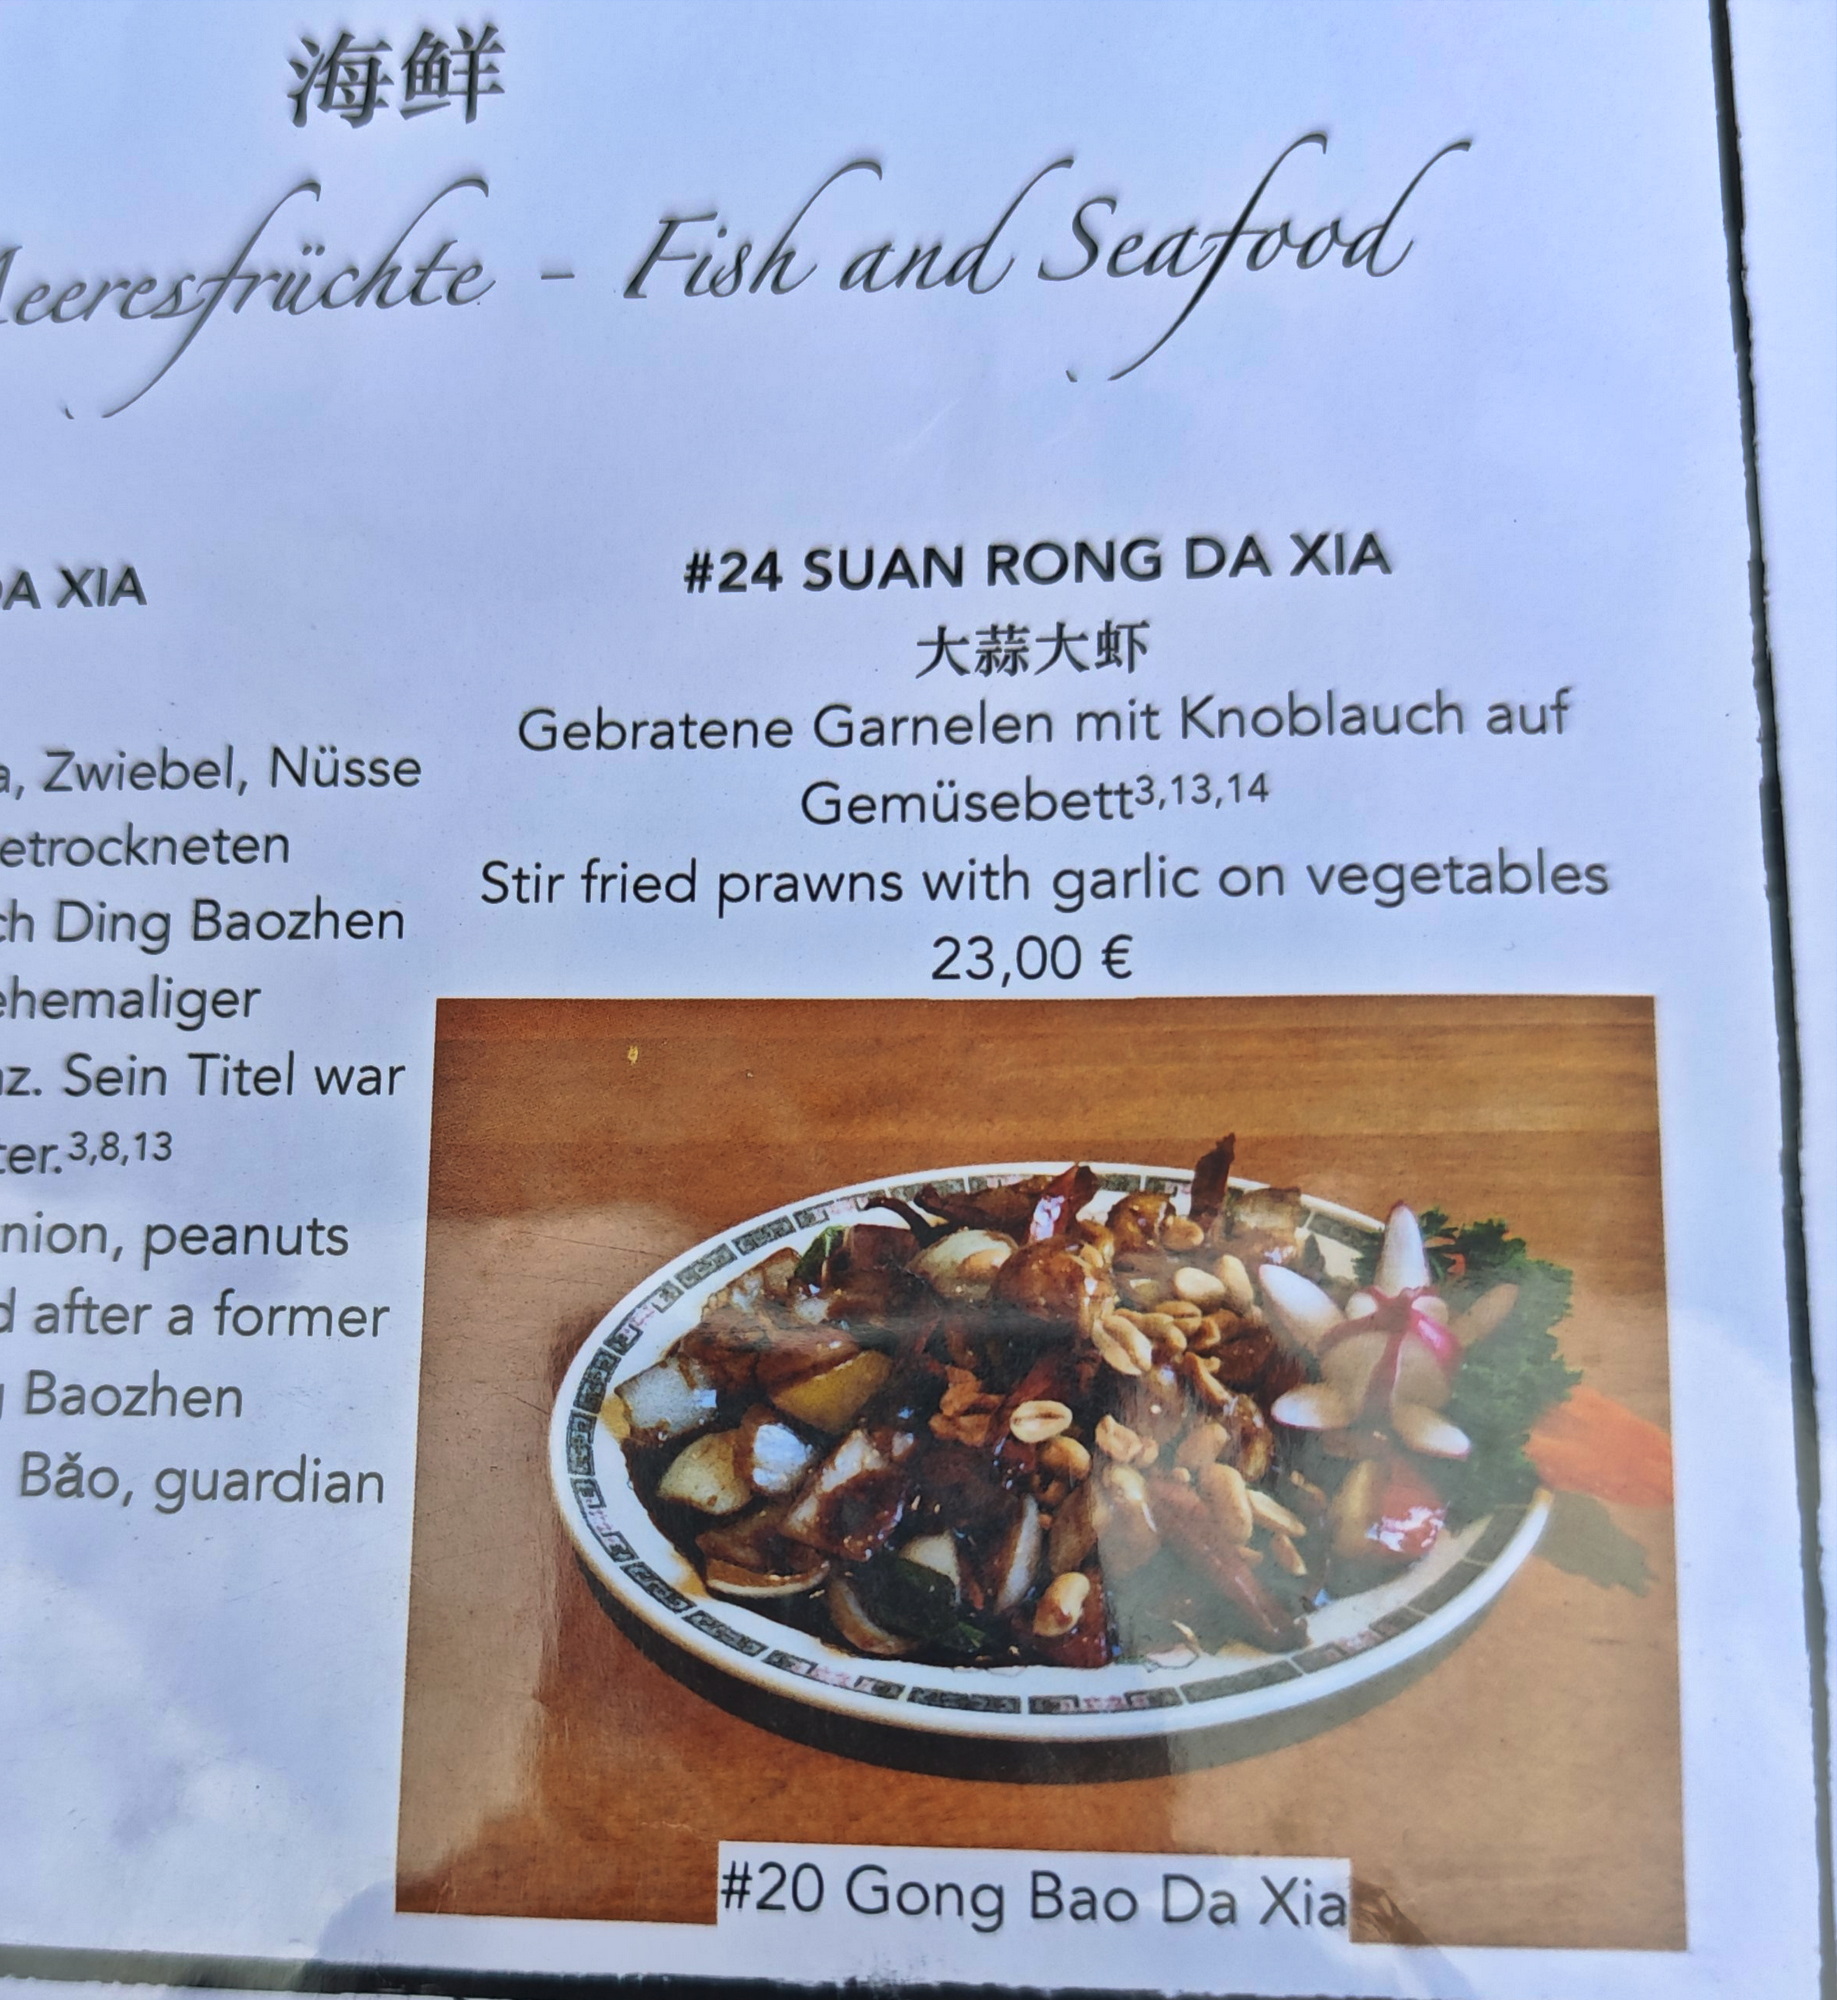 海鲜
Meeresfrüchte - Fish and Seafood
DA XIA
Zwiebel, Nüsse
etrockneten
ch Ding Baozhen
ehemaliger
z. Sein Titel war
ter.3,8,13
nion, peanuts
d after a former
Baozhen
Bǎo, guardian
#24 SUAN RONG DA XIA
大蒜大虾
Gebratene Garnelen mit Knoblauch auf
Gemüsebett3,13,14
Stir fried prawns with garlic on vegetables
23,00 €
#20 Gong Bao Da Xia